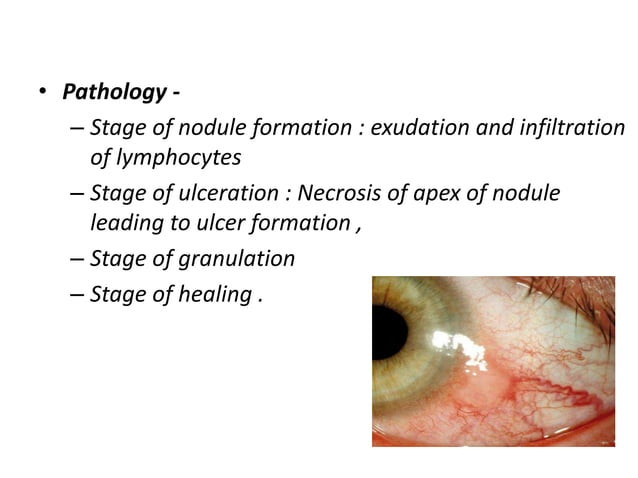 • Pathology -
– Stage of nodule formation : exudation and infiltration
of lymphocytes
– Stage of ulceration : Necrosis of apex of nodule
leading to ulcer formation ,
– Stage of granulation
– Stage of healing .